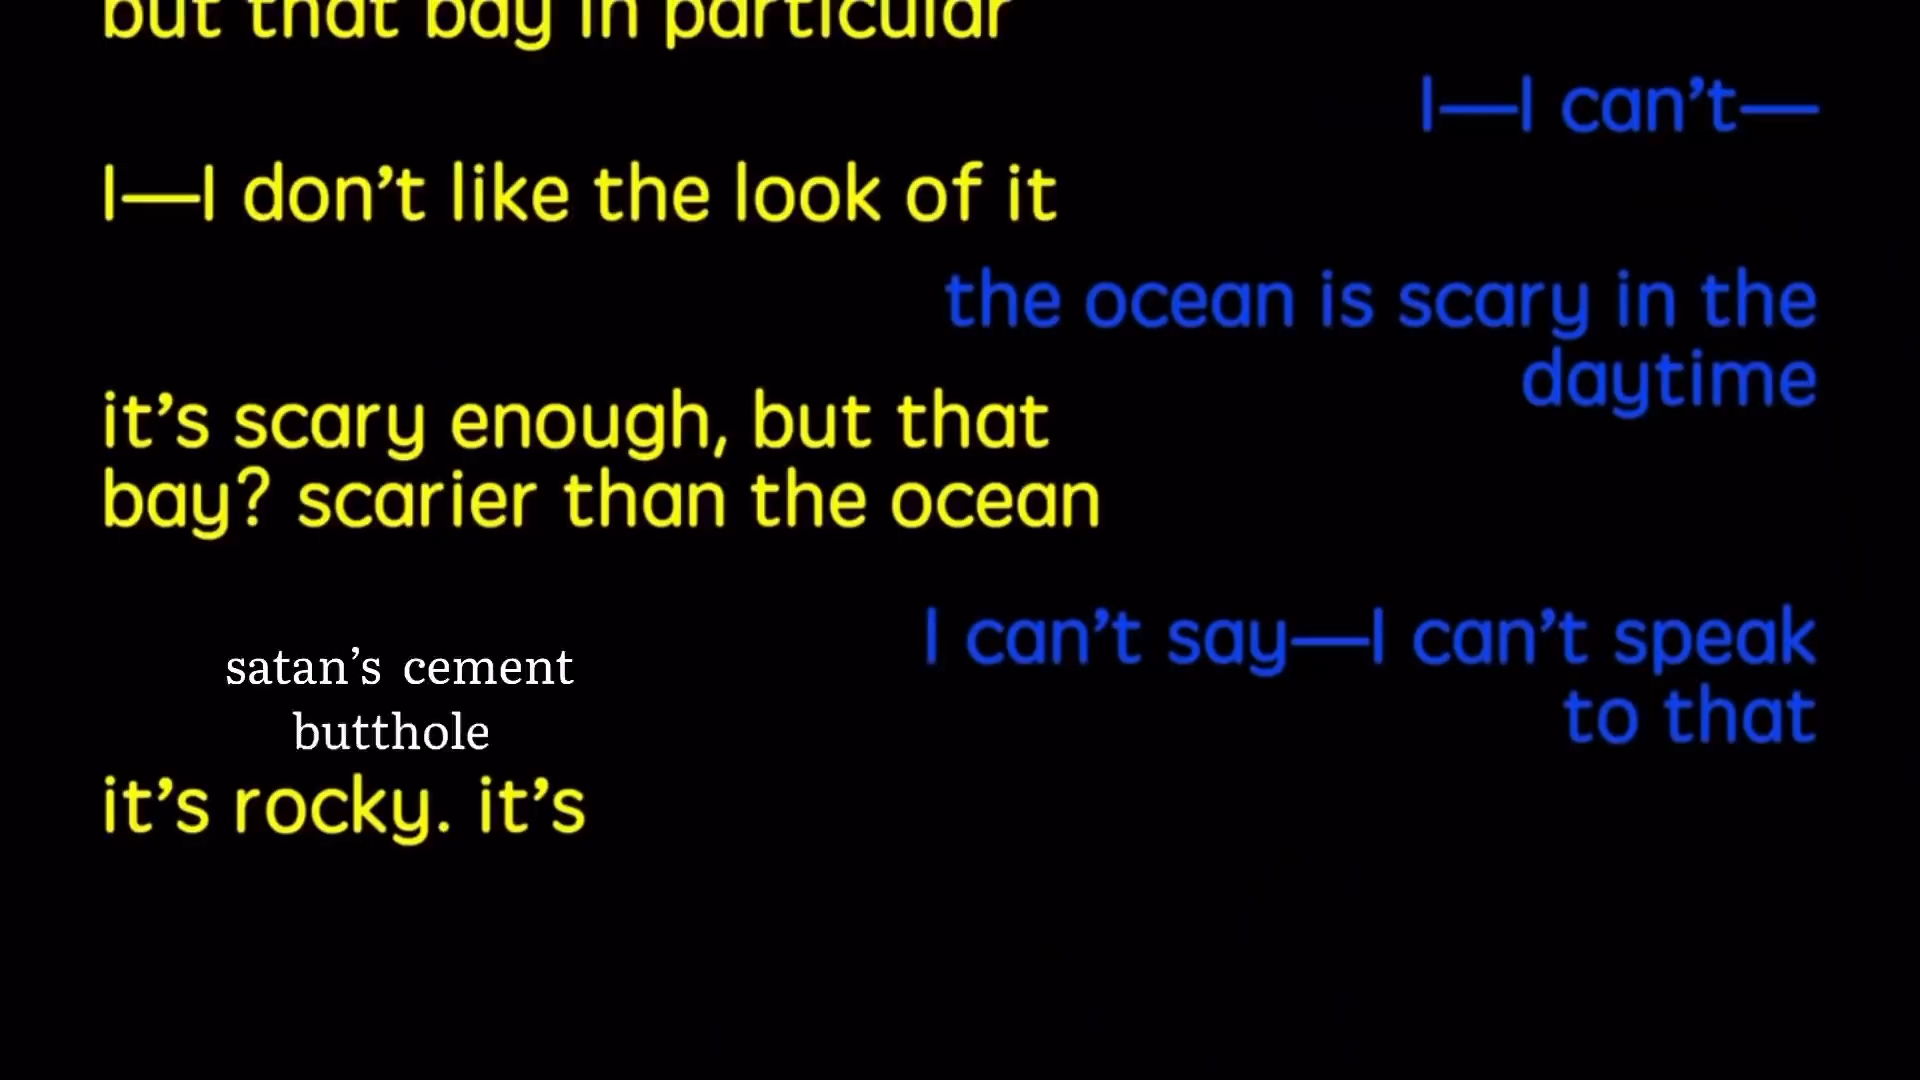 but that bay in particular
I—I can’t—
I—I don’t like the look of it
the ocean is scary in the
daytime
it’s scary enough, but that
bay? scarier than the ocean
I can’t say—I can’t speak
to that
satan’s cement
butthole
it’s rocky. it’s